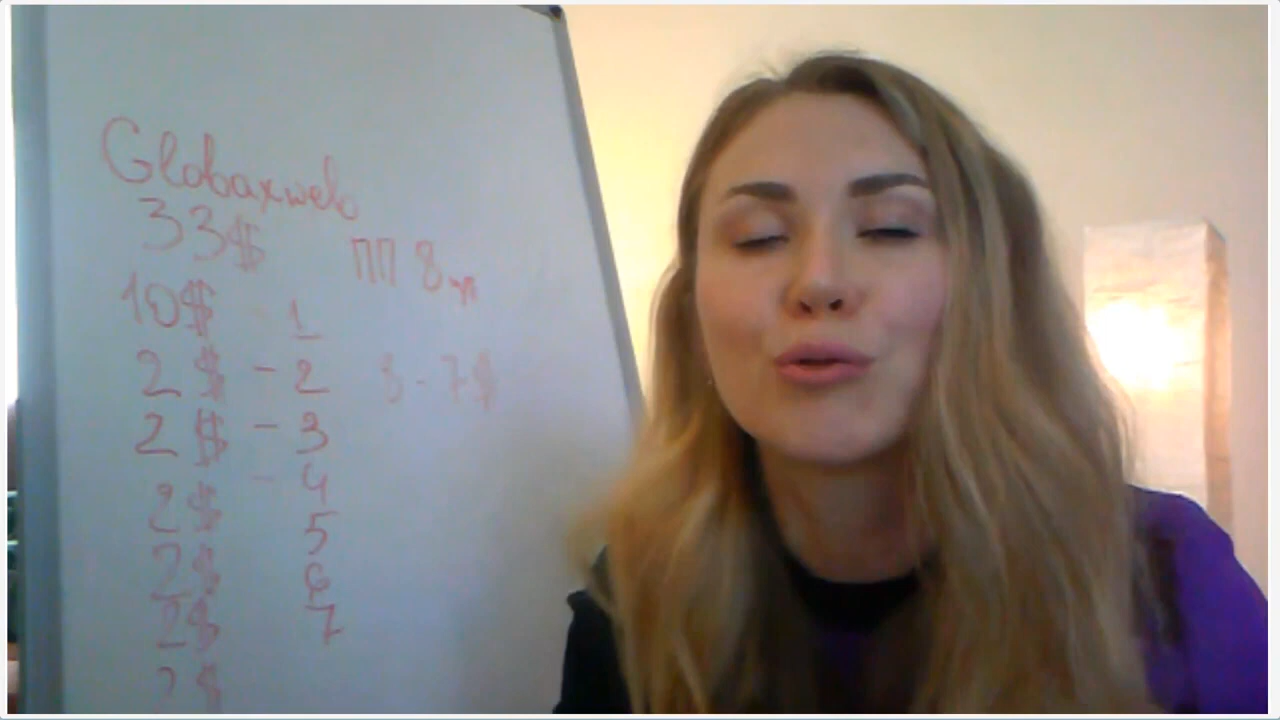 Globaxweb
33$
ПП 8
10$ 1
2$ - 2 3-7$
2$ - 3
2$ - 4
2$ 5
2$ 6
2$ 7